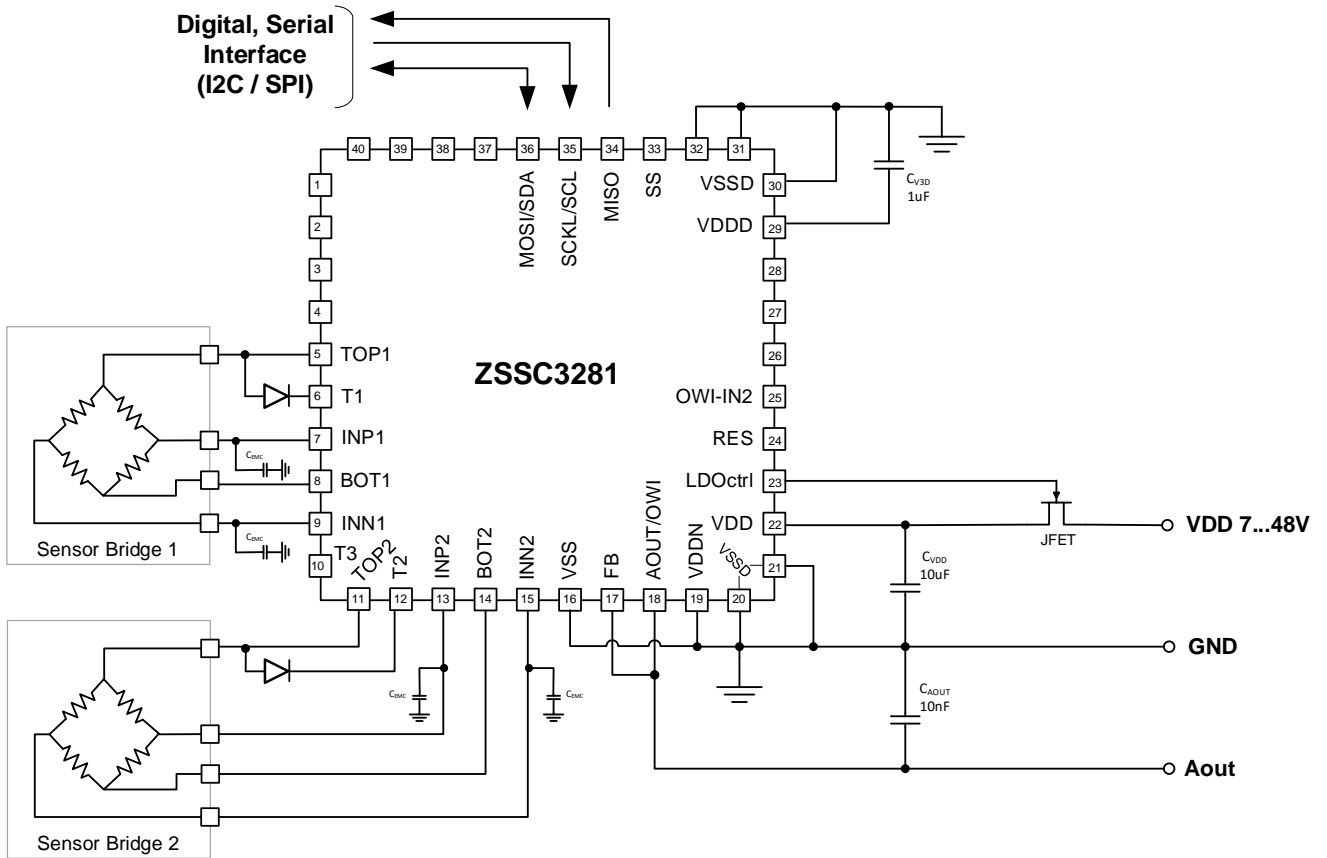 Digital, Serial
Interface
(I2C / SPI)
40
39
38
37
36
35
34
33
32
31
MOSI/SDA
SCKL/SCL
MISO
SS
1
2
3
4
5
TOP1
6
T1
7
INP1
8
BOT1
9
INN1
10
T3
VSSD
30
VDDD
29
28
27
26
OWI-IN2
25
RES
24
LDOctrl
23
VDD
22
VSSD
21
ZSSC3281
C V3D
1uF
TOP2
T2
INP2
BOT2
INN2
VSS
FB
AOUT/OWI
VDDN
11
12
13
14
15
16
17
18
19
20
CEMC
CEMC
Sensor Bridge 1
JFET
VDD 7...48V
CVDD
10uF
GND
CAOUT
10nF
Aout
CEMC
CEMC
Sensor Bridge 2